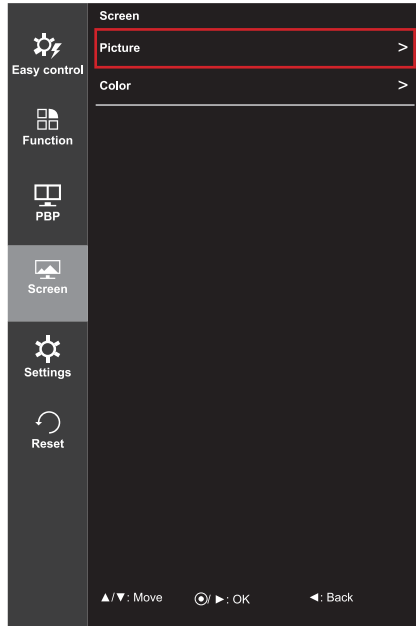 Screen
Picture >
Easy control
Color >
Function
PBP
Screen
Settings
Reset
▲/▼: Move ◉/ ►: OK ◄: Back